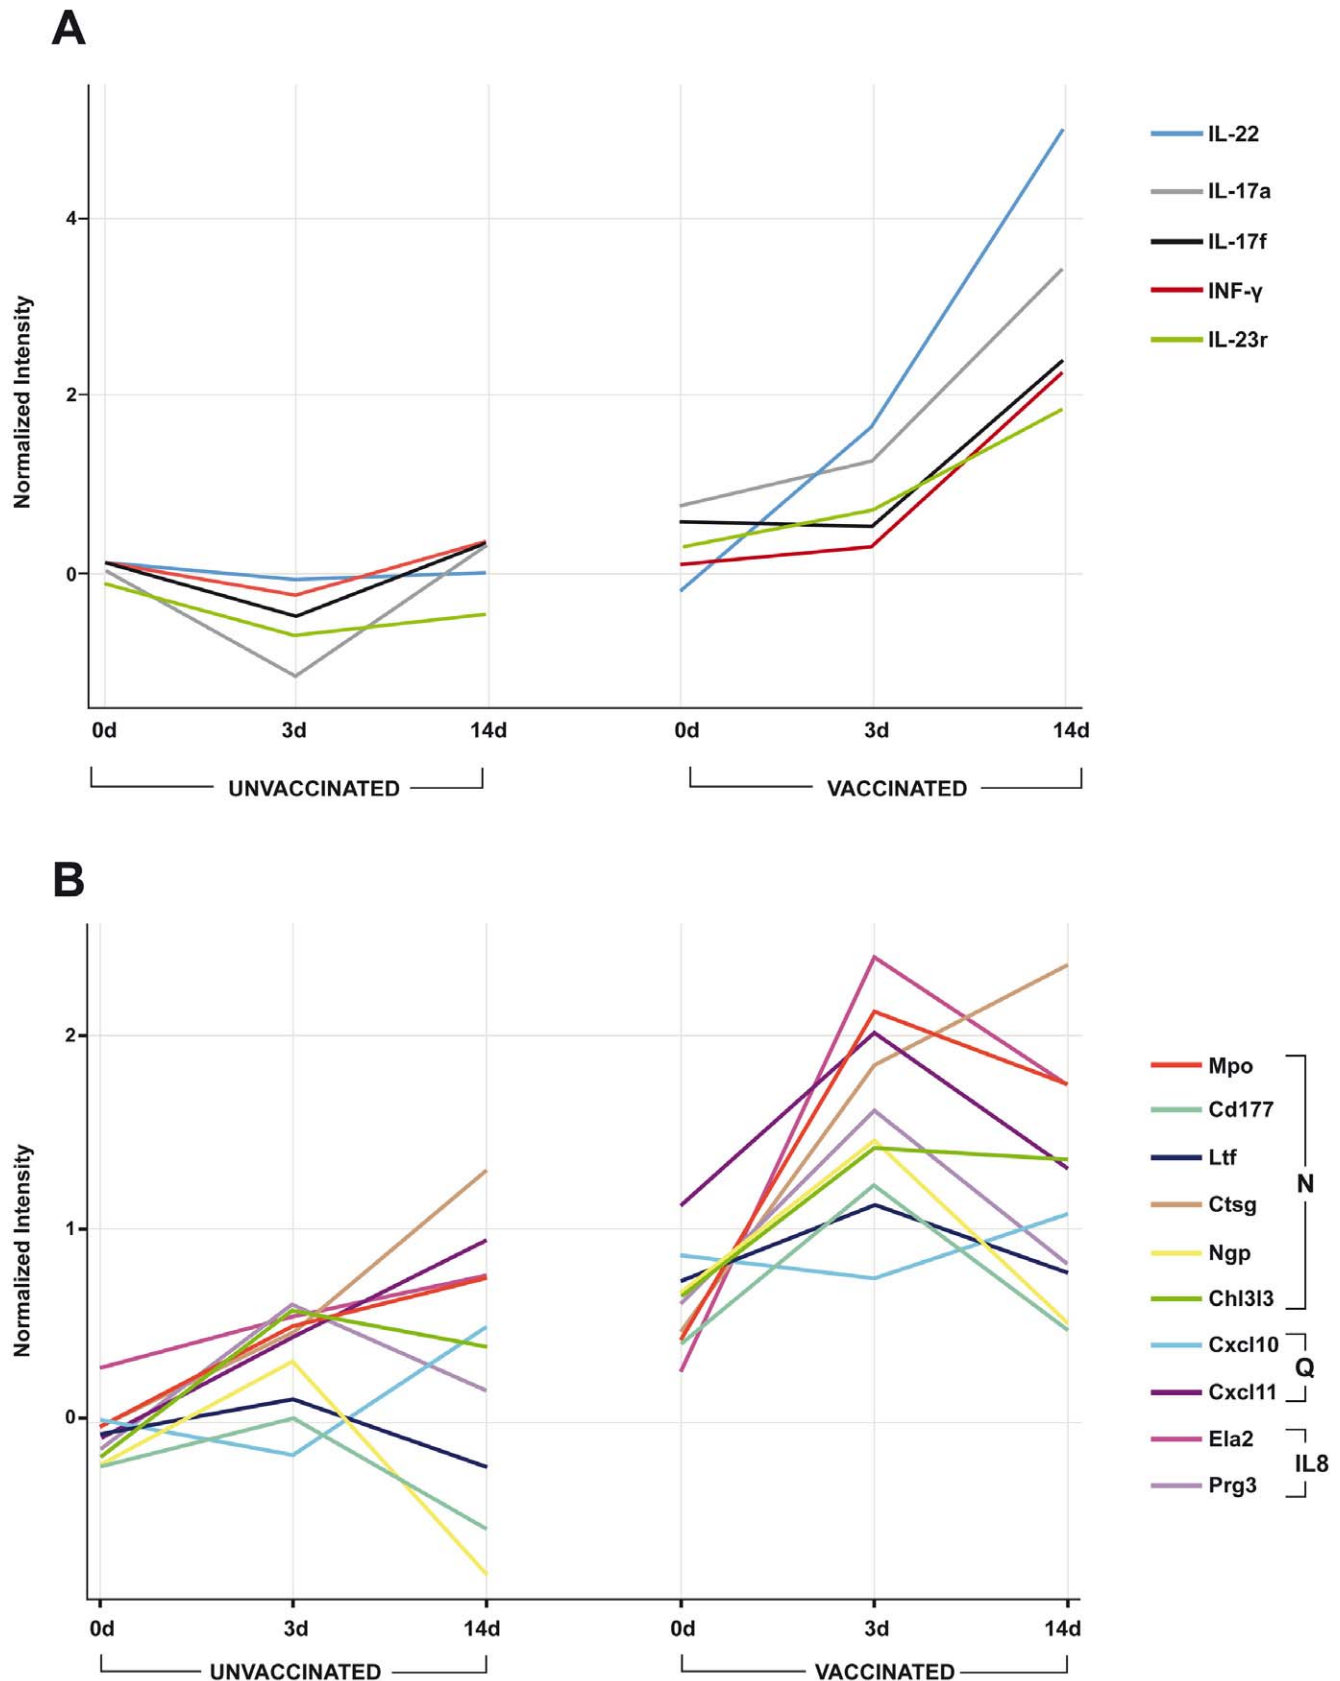 A
Normalized Intensity
4
2
0
0d 3d 14d 0d 3d 14d
UNVACCINATED VACCINATED
IL-22
IL-17a
IL-17f
INF-γ
IL-23r
B
Normalized Intensity
2
1
0
0d 3d 14d 0d 3d 14d
UNVACCINATED VACCINATED
Mpo
Cd177
Ltf
Ctsg
Ngp
Chl3l3
N
Cxcl10
Cxcl11
Q
Ela2
Prg3
IL8